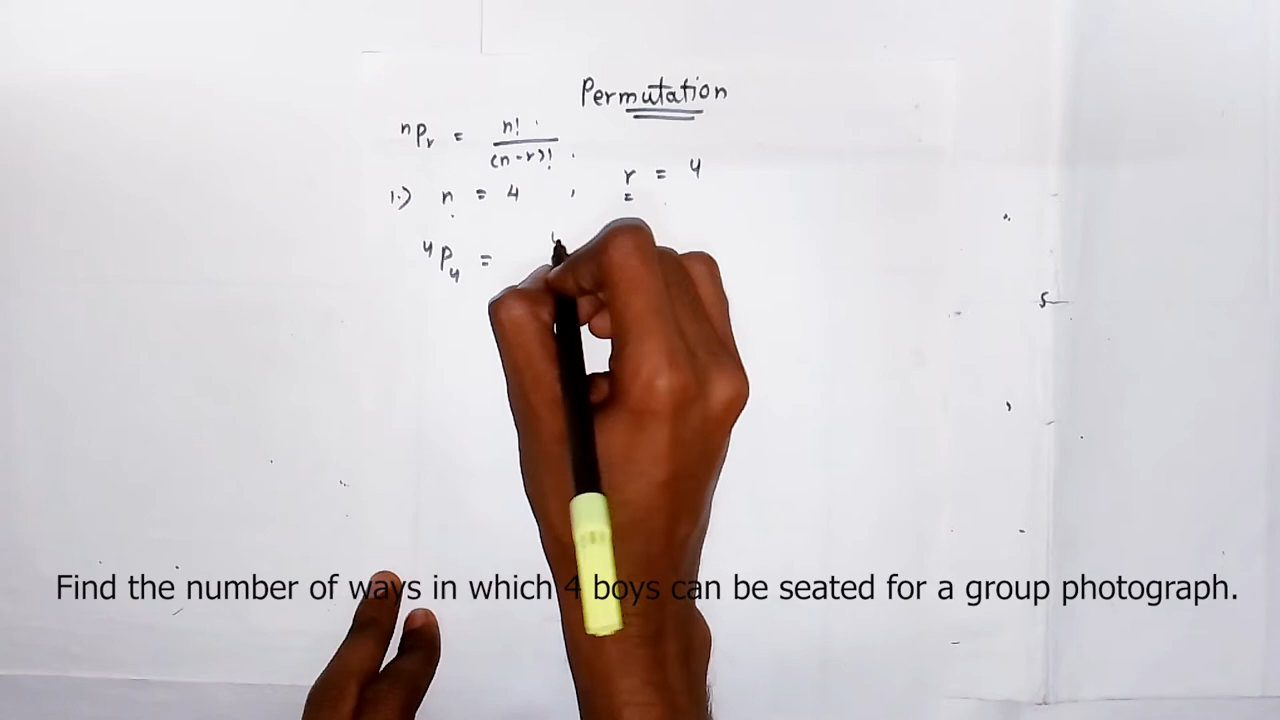 Permutation
ⁿPᵣ = n! / (n-r)!
1.) n = 4 , r = 4
⁴P₄ =
Find the number of ways in which 4 boys can be seated for a group photograph.